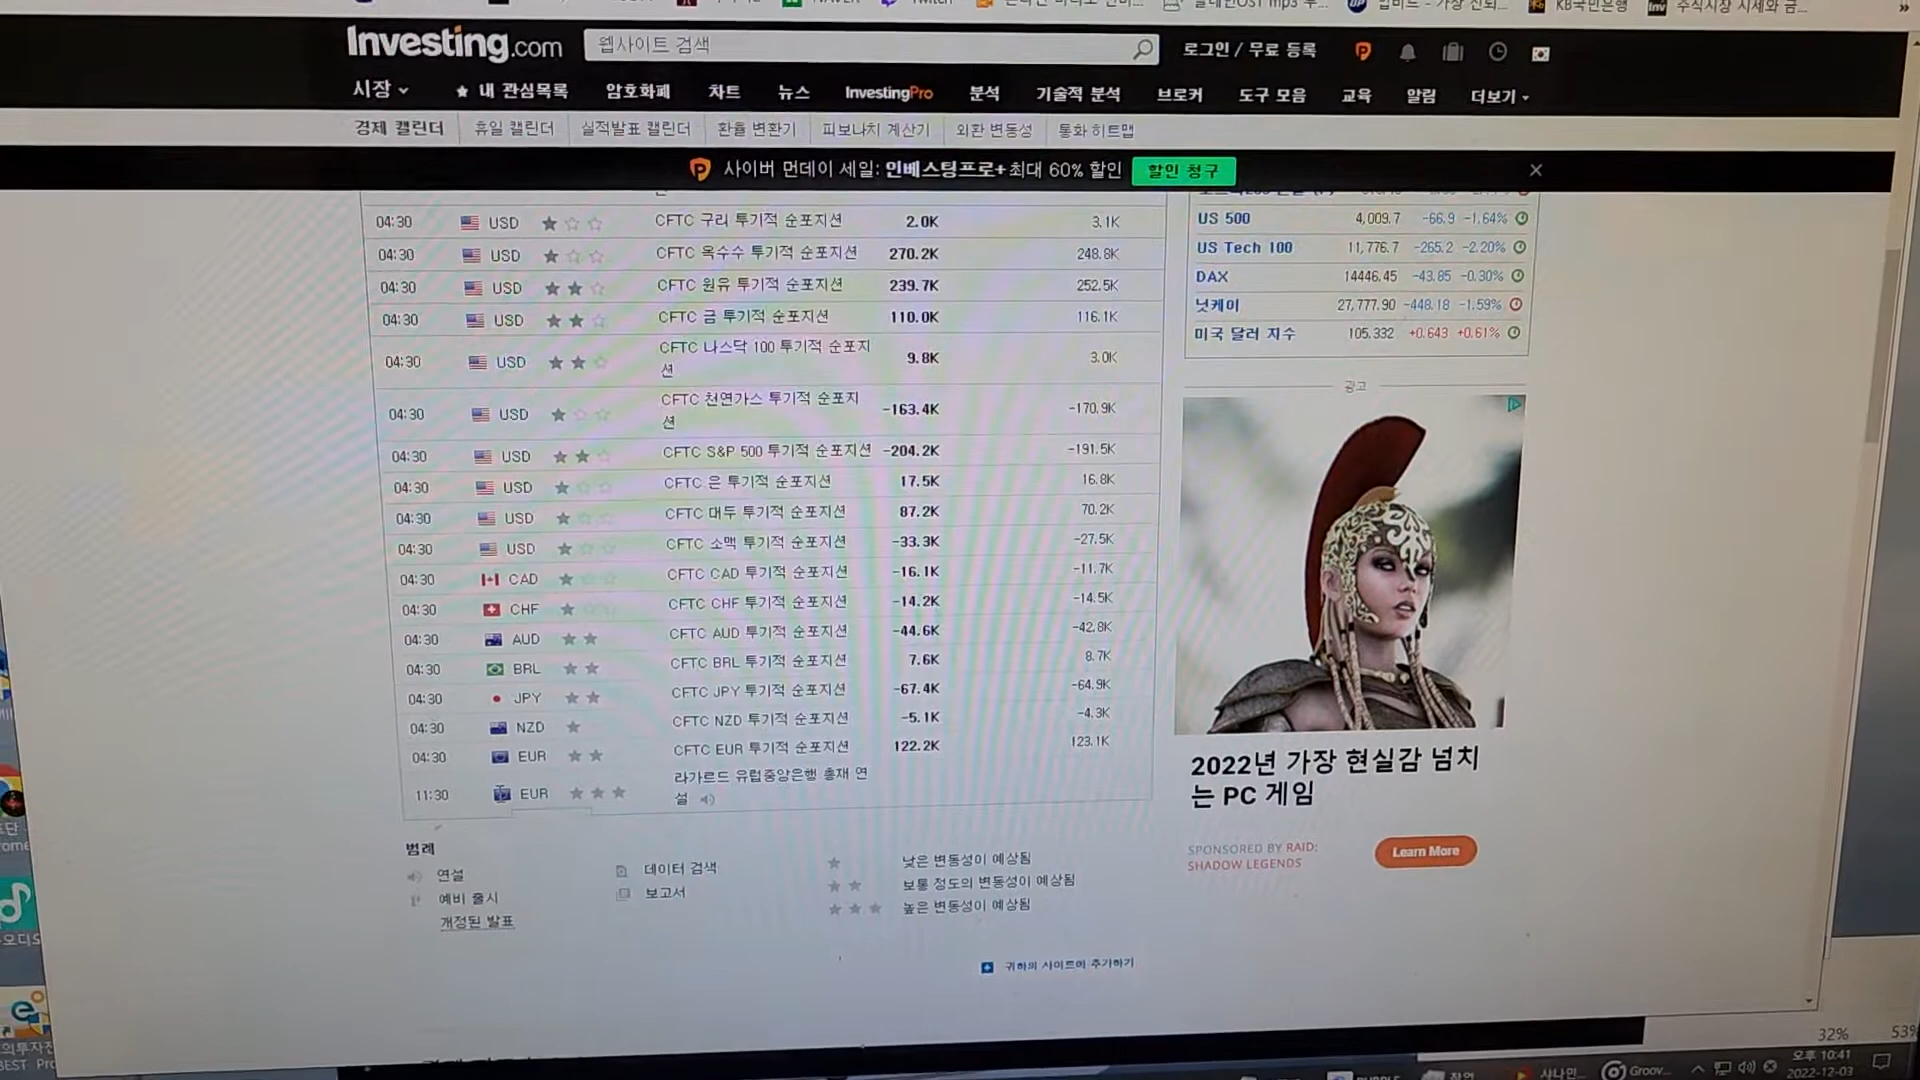 NAVER
Twitch
KB국민은행
Investing.com
웹사이트 검색
로그인 / 무료 등록
시장
내 관심목록
암호화폐
차트
뉴스
InvestingPro
분석
기술적 분석
브로커
도구 모음
교육
알림
더보기
경제 캘린더
휴일 캘린더
실적발표 캘린더
환율 변환기
피보나치 계산기
외환 변동성
통화 히트맵
사이버 먼데이 세일: 인베스팅프로+ 최대 60% 할인
할인 청구
04:30 USD CFTC 구리 투기적 순포지션 2.0K 3.1K
04:30 USD CFTC 옥수수 투기적 순포지션 270.2K 248.8K
04:30 USD CFTC 원유 투기적 순포지션 239.7K 252.5K
04:30 USD CFTC 금 투기적 순포지션 110.0K 116.1K
04:30 USD CFTC 나스닥 100 투기적 순포지
션 9.8K 3.0K
04:30 USD CFTC 천연가스 투기적 순포지
션 -163.4K -170.9K
04:30 USD CFTC S&P 500 투기적 순포지션 -204.2K -191.5K
04:30 USD CFTC 은 투기적 순포지션 17.5K 16.8K
04:30 USD CFTC 대두 투기적 순포지션 87.2K 70.2K
04:30 USD CFTC 소맥 투기적 순포지션 -33.3K -27.5K
04:30 CAD CFTC CAD 투기적 순포지션 -16.1K -11.7K
04:30 CHF CFTC CHF 투기적 순포지션 -14.2K -14.5K
04:30 AUD CFTC AUD 투기적 순포지션 -44.6K -42.8K
04:30 BRL CFTC BRL 투기적 순포지션 7.6K 8.7K
04:30 JPY CFTC JPY 투기적 순포지션 -67.4K -64.9K
04:30 NZD CFTC NZD 투기적 순포지션 -5.1K -4.3K
04:30 EUR CFTC EUR 투기적 순포지션 122.2K 123.1K
11:30 EUR 라가르드 유럽중앙은행 총재 연
설
US 500 4,009.7 -66.9 -1.64%
US Tech 100 11,776.7 -265.2 -2.20%
DAX 14446.45 -43.85 -0.30%
닛케이 27,777.90 -448.18 -1.59%
미국 달러 지수 105.332 +0.643 +0.61%
광고
2022년 가장 현실감 넘치
는 PC 게임
SPONSORED BY RAID:
SHADOW LEGENDS
Learn More
범례
연설
예비 출시
개정된 발표
데이터 검색
보고서
낮은 변동성이 예상됨
보통 정도의 변동성이 예상됨
높은 변동성이 예상됨
귀하의 사이트에 추가하기
32%
53%
Groov...
오후 10:41
2022-12-03